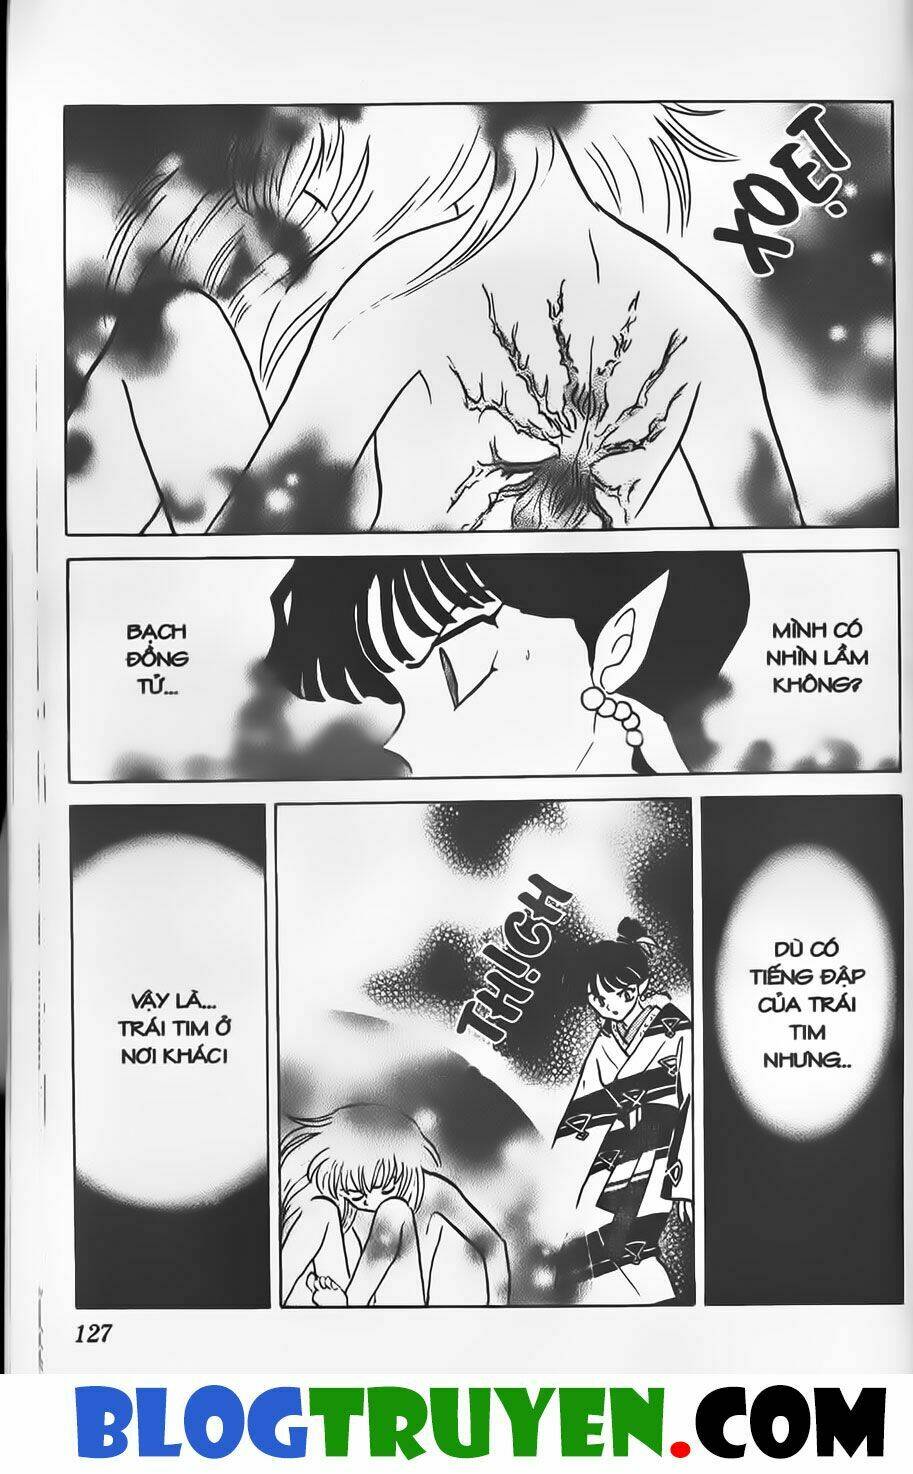 XOẸT
MÌNH CÓ
NHÌN LẦM
KHÔNG?
BẠCH
ĐỒNG
TỬ...
DÙ CÓ
TIẾNG ĐẬP
CỦA TRÁI
TIM
NHƯNG...
THỊCH
VẬY LÀ...
TRÁI TIM Ở
NƠI KHÁC!
127
BLOGTRUYEN.COM